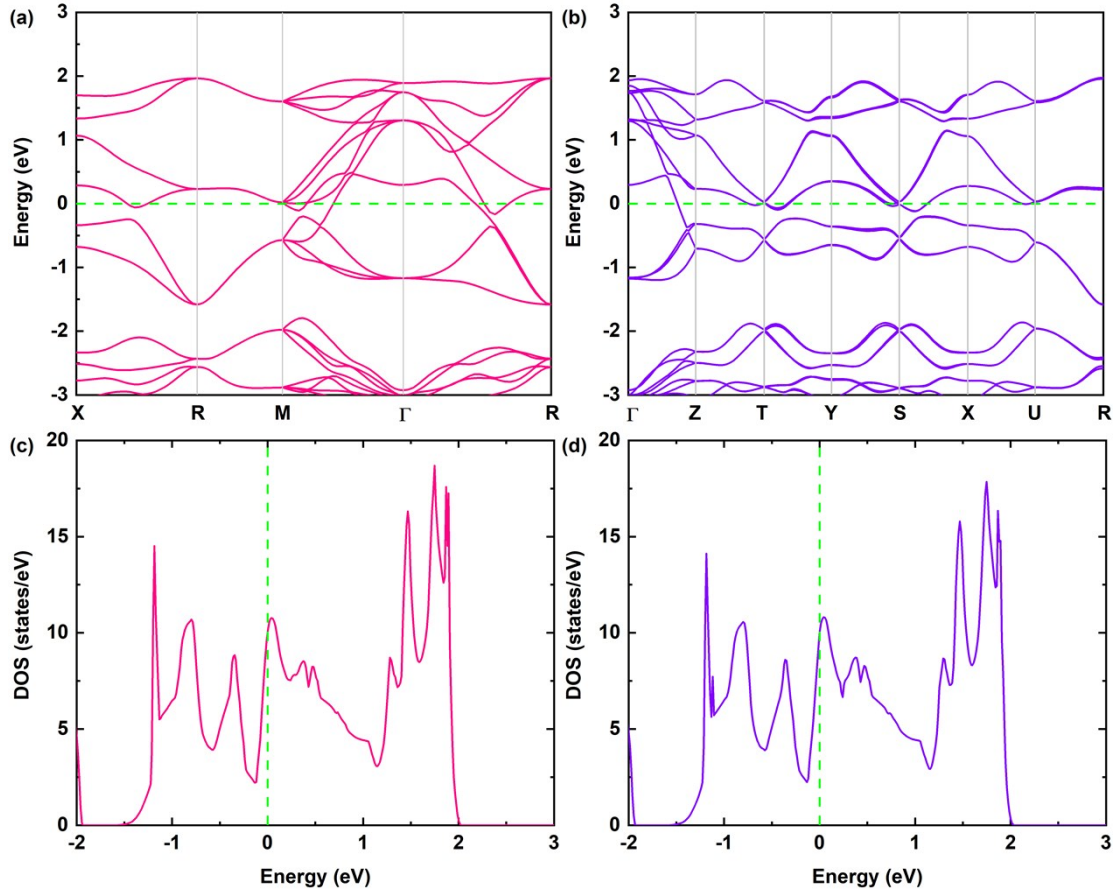 (a)
3
2
1
0
-1
-2
-3
Energy (eV)
X R M Γ R
(b)
3
2
1
0
-1
-2
-3
Energy (eV)
Γ Z T Y S X U R
(c)
20
15
10
5
0
DOS (states/eV)
-2 -1 0 1 2 3
Energy (eV)
(d)
20
15
10
5
0
DOS (states/eV)
-2 -1 0 1 2 3
Energy (eV)